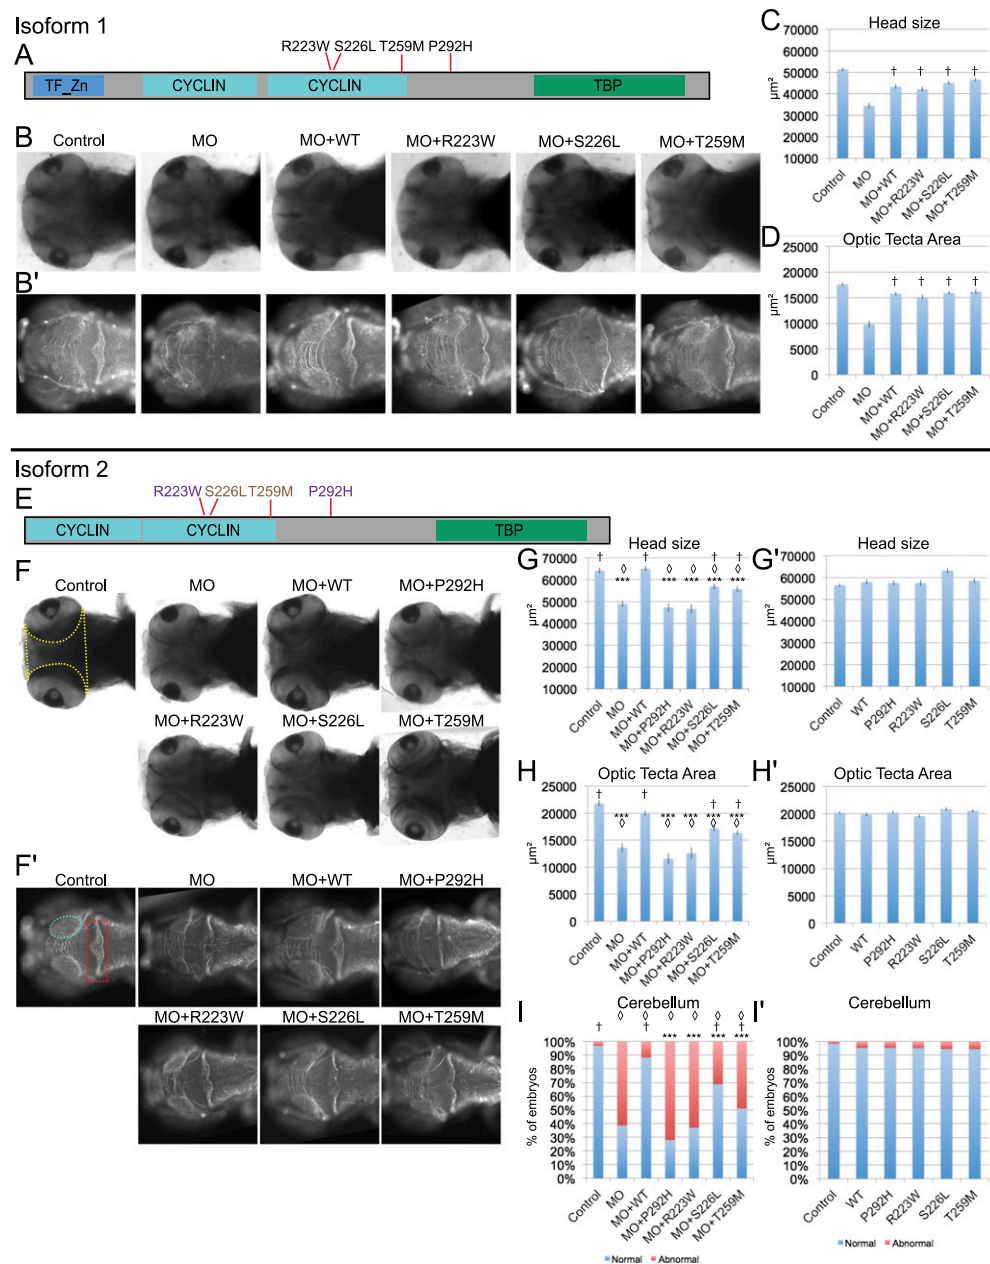 Isoform 1
A
R223W S226L T259M P292H
TF_Zn
CYCLIN
CYCLIN
TBP
B
Control
MO
MO+WT
MO+R223W
MO+S226L
MO+T259M
B'
C
Head size
µm²
70000
60000
50000
40000
30000
20000
10000
† † † †
Control
MO
MO+WT
MO+R223W
MO+S226L
MO+T259M
D
Optic Tecta Area
µm²
25000
20000
15000
10000
5000
0
† † † †
Control
MO
MO+WT
MO+R223W
MO+S226L
MO+T259M
Isoform 2
E
R223W S226L T259M P292H
CYCLIN
CYCLIN
TBP
F
Control
MO
MO+WT
MO+P292H
MO+R223W
MO+S226L
MO+T259M
F'
Control
MO
MO+WT
MO+P292H
MO+R223W
MO+S226L
MO+T259M
G
Head size
µm²
70000
60000
50000
40000
30000
20000
10000
† † † †
◊ ◊ ◊ ◊ ◊
*** *** *** *** ***
Control
MO
MO+WT
MO+P292H
MO+R223W
MO+S226L
MO+T259M
G'
Head size
µm²
70000
60000
50000
40000
30000
20000
10000
Control
WT
P292H
R223W
S226L
T259M
H
Optic Tecta Area
µm²
25000
20000
15000
10000
5000
0
† † † †
*** *** *** *** ***
◊ ◊ ◊ ◊ ◊
Control
MO
MO+WT
MO+P292H
MO+R223W
MO+S226L
MO+T259M
H'
Optic Tecta Area
µm²
25000
20000
15000
10000
5000
0
Control
WT
P292H
R223W
S226L
T259M
I
Cerebellum
◊ ◊ ◊ ◊ ◊ ◊
† † † †
*** *** *** ***
% of embryos
100%
90%
80%
70%
60%
50%
40%
30%
20%
10%
0%
Control
MO
MO+WT
MO+P292H
MO+R223W
MO+S226L
MO+T259M
Normal Abnormal
I'
Cerebellum
% of embryos
100%
90%
80%
70%
60%
50%
40%
30%
20%
10%
0%
Control
WT
P292H
R223W
S226L
T259M
Normal Abnormal